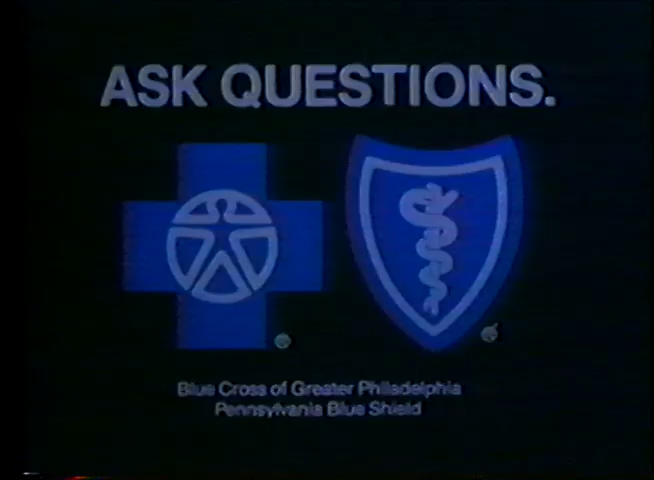 ASK QUESTIONS.
Blue Cross of Greater Philadelphia
Pennsylvania Blue Shield